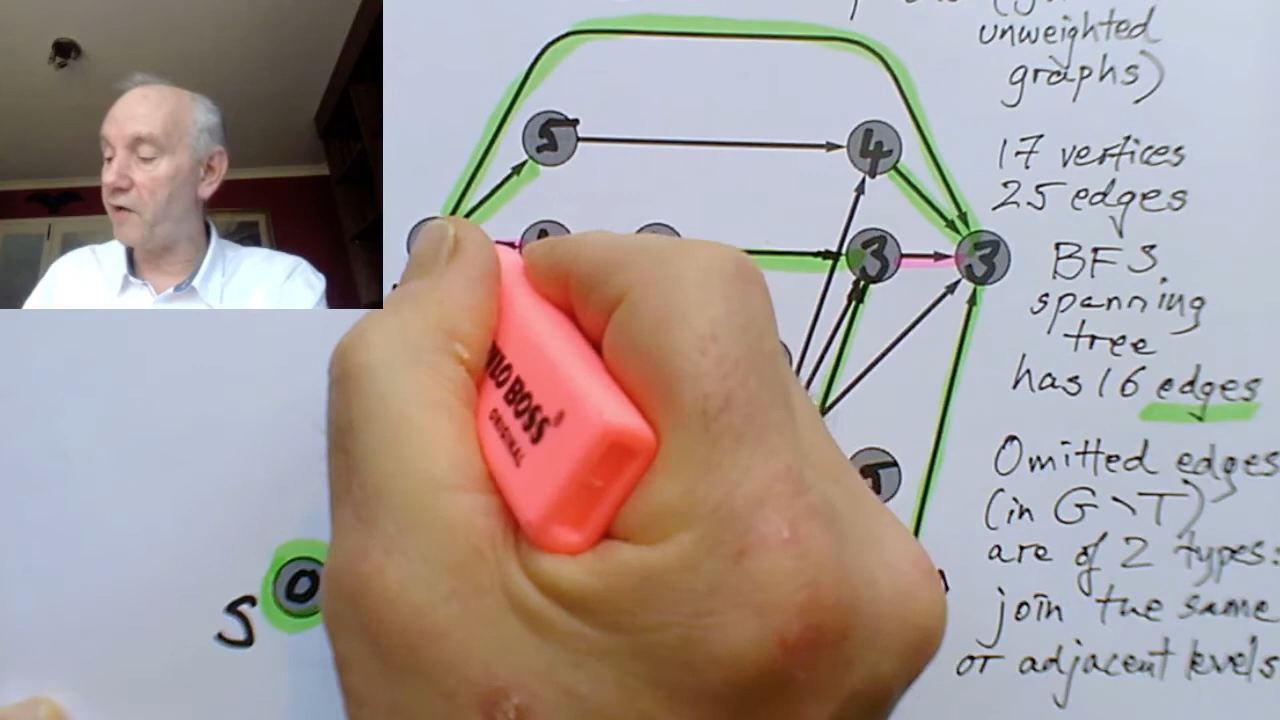 unweighted
graphs)
17 vertices
25 edges
BFS
spanning
tree
has 16 edges
Omitted edges
(in G\T)
are of 2 types:
join the same
or adjacent levels
5
4
3
3
5
S
0
BOSS
ORIGINAL